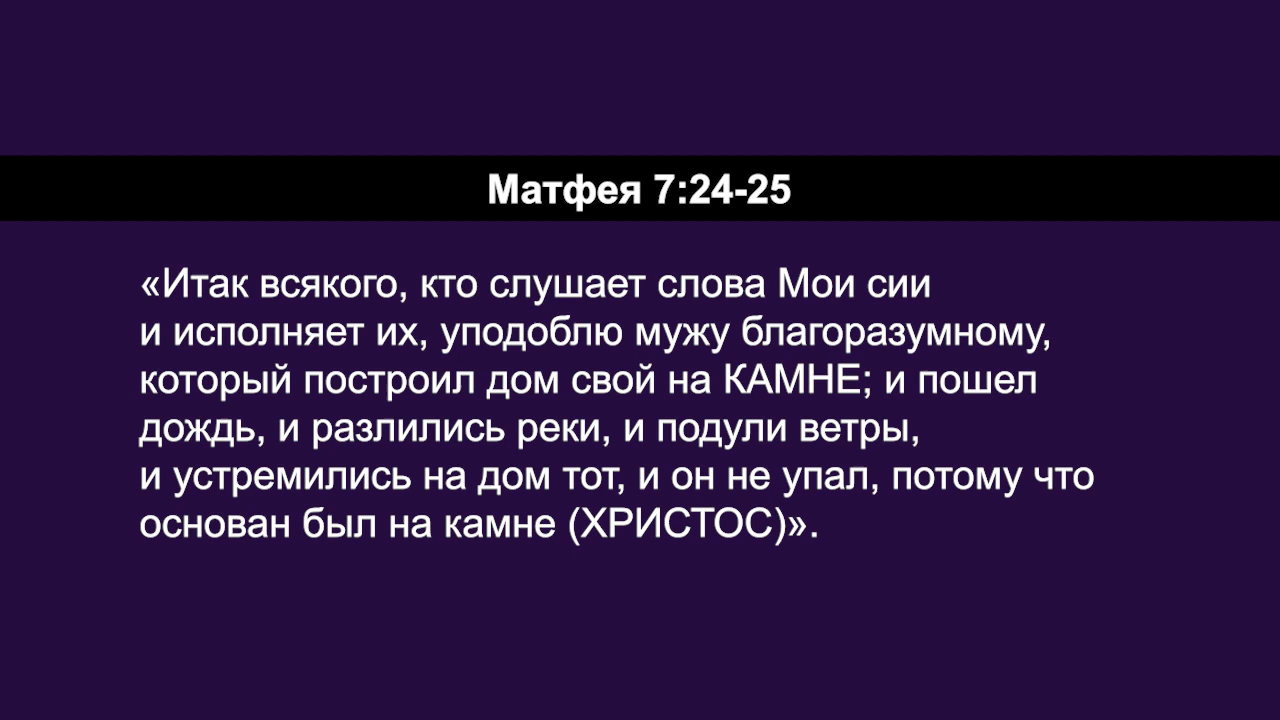 Матфея 7:24-25
«Итак всякого, кто слушает слова Мои сии
и исполняет их, уподоблю мужу благоразумному,
который построил дом свой на КАМНЕ; и пошел
дождь, и разлились реки, и подули ветры,
и устремились на дом тот, и он не упал, потому что
основан был на камне (ХРИСТОС)».